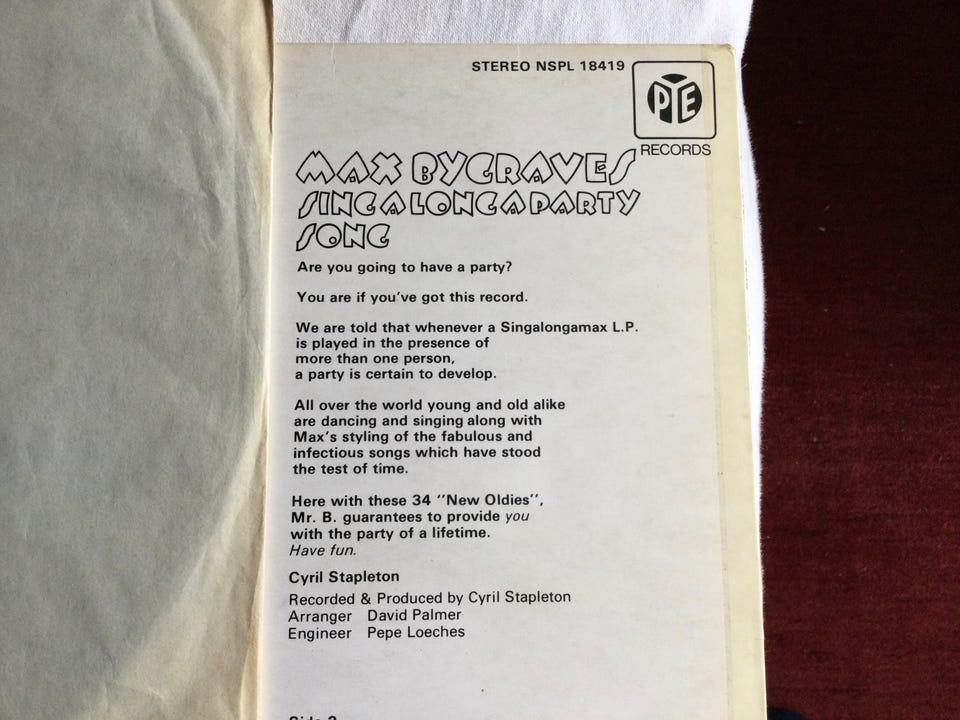 STEREO NSPL 18419
PYE
RECORDS
MAX BYGRAVES
SINGALONGAPARTY
SONG
Are you going to have a party?
You are if you've got this record.
We are told that whenever a Singalongamax L.P.
is played in the presence of
more than one person,
a party is certain to develop.
All over the world young and old alike
are dancing and singing along with
Max's styling of the fabulous and
infectious songs which have stood
the test of time.
Here with these 34 ''New Oldies'',
Mr. B. guarantees to provide you
with the party of a lifetime.
Have fun.
Cyril Stapleton
Recorded & Produced by Cyril Stapleton
Arranger David Palmer
Engineer Pepe Loeches